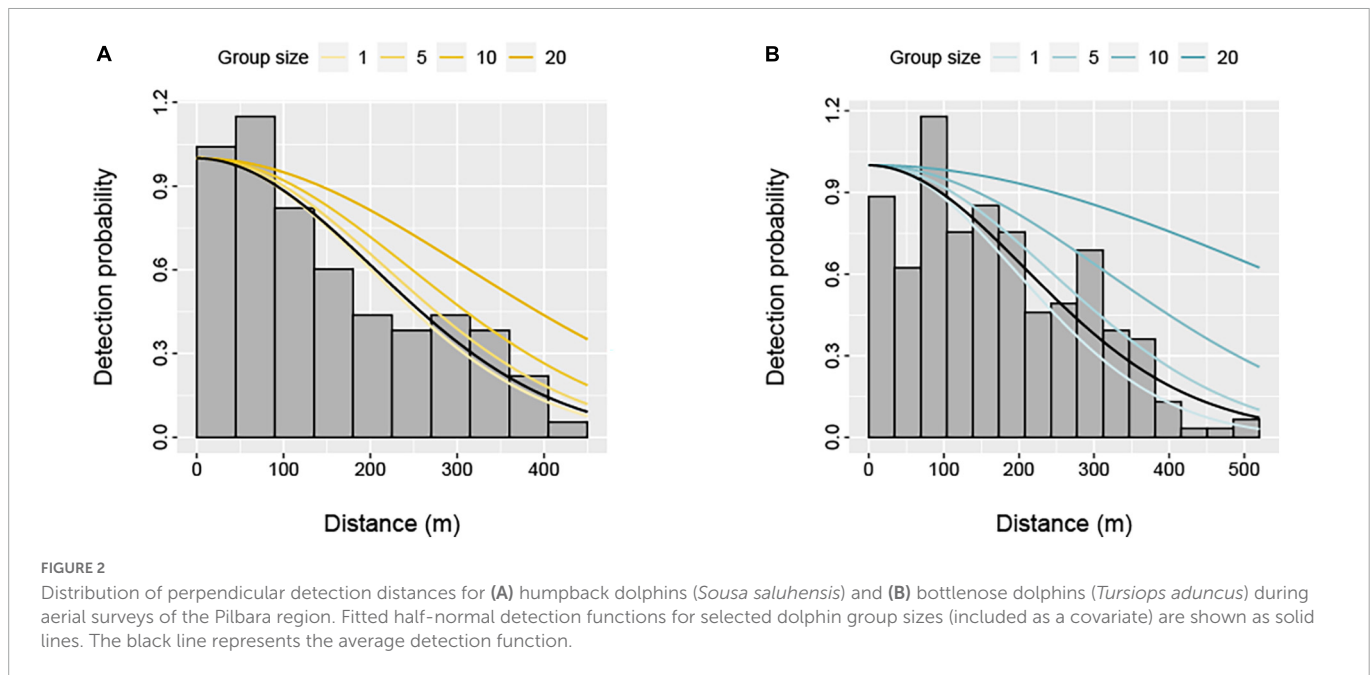 A
Group size 1 5 10 20
1.2
0.9
0.6
0.3
0.0
Detection probability
0 100 200 300 400
Distance (m)
B
Group size 1 5 10 20
1.2
0.9
0.6
0.3
0.0
Detection probability
0 100 200 300 400 500
Distance (m)
FIGURE 2
Distribution of perpendicular detection distances for (A) humpback dolphins (Sousa saluhensis) and (B) bottlenose dolphins (Tursiops aduncus) during
aerial surveys of the Pilbara region. Fitted half-normal detection functions for selected dolphin group sizes (included as a covariate) are shown as solid
lines. The black line represents the average detection function.